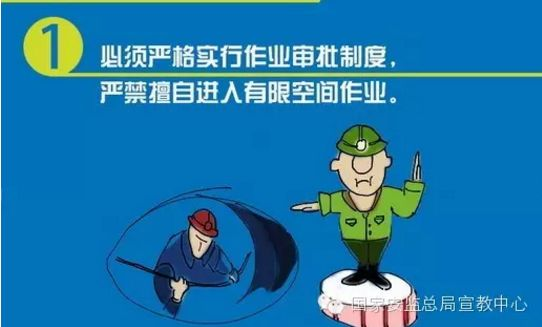 1
必须严格实行作业审批制度，
严禁擅自进入有限空间作业。
国家安监总局宣教中心